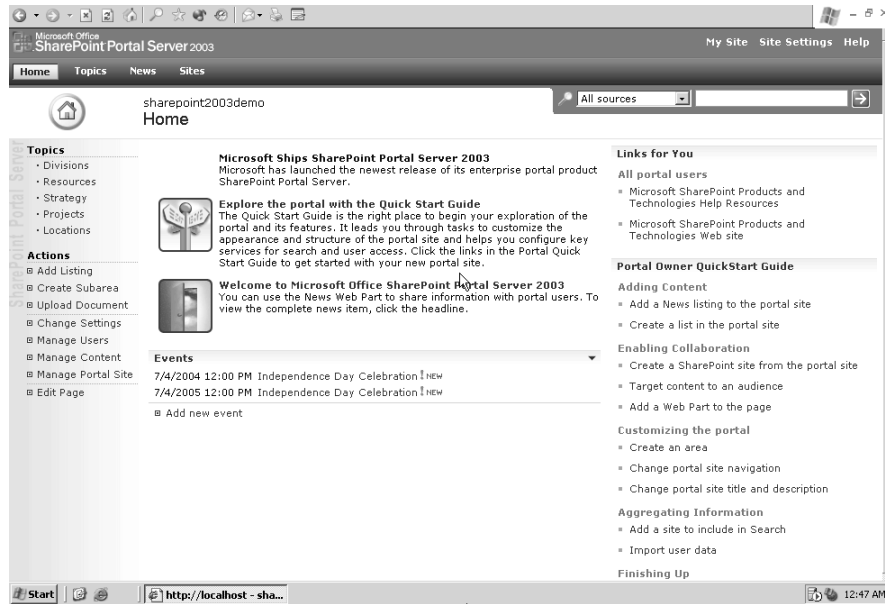 Microsoft Office
SharePoint Portal Server 2003
My Site Site Settings Help
Home Topics News Sites
All sources
sharepoint2003demo
Home
SharePoint Portal Server
Topics
· Divisions
· Resources
· Strategy
· Projects
· Locations
Actions
Add Listing
Create Subarea
Upload Document
Change Settings
Manage Users
Manage Content
Manage Portal Site
Edit Page
Microsoft Ships SharePoint Portal Server 2003
Microsoft has launched the newest release of its enterprise portal product
SharePoint Portal Server.
Explore the portal with the Quick Start Guide
The Quick Start Guide is the right place to begin your exploration of the
portal and its features. It leads you through tasks to customize the
appearance and structure of the portal site and helps you configure key
services for search and user access. Click the links in the Portal Quick
Start Guide to get started with your new portal site.
Welcome to Microsoft Office SharePoint Portal Server 2003
You can use the News Web Part to share information with portal users. To
view the complete news item, click the headline.
Events
7/4/2004 12:00 PM Independence Day Celebration ! NEW
7/4/2005 12:00 PM Independence Day Celebration ! NEW
Add new event
Links for You
All portal users
Microsoft SharePoint Products and
Technologies Help Resources
Microsoft SharePoint Products and
Technologies Web site
Portal Owner QuickStart Guide
Adding Content
Add a News listing to the portal site
Create a list in the portal site
Enabling Collaboration
Create a SharePoint site from the portal site
Target content to an audience
Add a Web Part to the page
Customizing the portal
Create an area
Change portal site navigation
Change portal site title and description
Aggregating Information
Add a site to include in Search
Import user data
Finishing Up
Start
http://localhost - sha...
12:47 AM